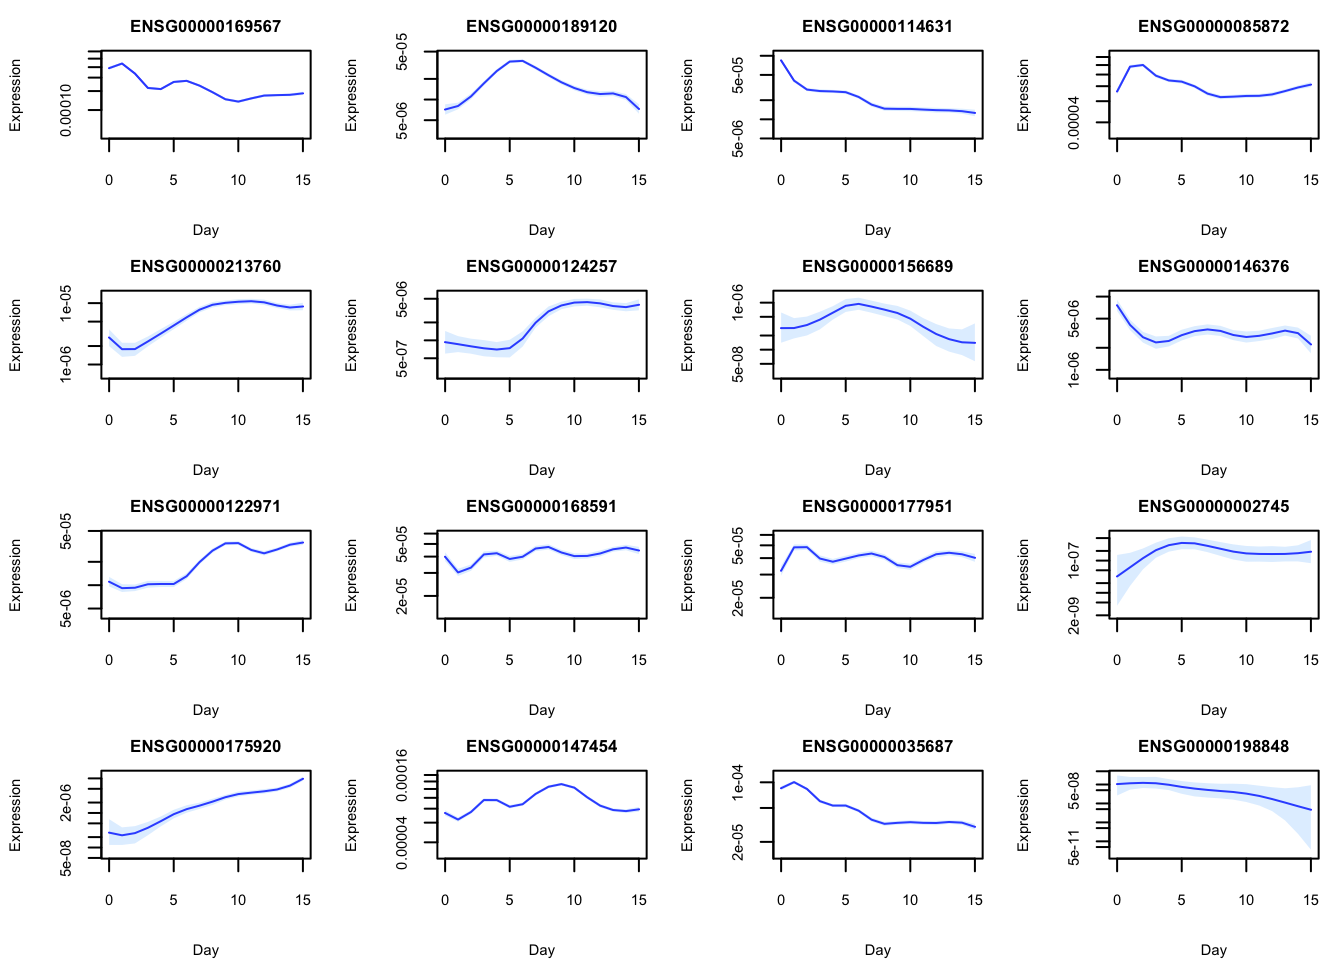 ENSG00000169567
Expression
0.00010
0 5 10 15
Day
ENSG00000189120
Expression
5e-05
5e-06
0 5 10 15
Day
ENSG00000114631
Expression
5e-05
5e-06
0 5 10 15
Day
ENSG00000085872
Expression
0.00004
0 5 10 15
Day
ENSG00000213760
Expression
1e-05
1e-06
0 5 10 15
Day
ENSG00000124257
Expression
5e-06
5e-07
0 5 10 15
Day
ENSG00000156689
Expression
1e-06
5e-08
0 5 10 15
Day
ENSG00000146376
Expression
5e-06
1e-06
0 5 10 15
Day
ENSG00000122971
Expression
5e-05
5e-06
0 5 10 15
Day
ENSG00000168591
Expression
5e-05
2e-05
0 5 10 15
Day
ENSG00000177951
Expression
5e-05
2e-05
0 5 10 15
Day
ENSG00000002745
Expression
1e-07
2e-09
0 5 10 15
Day
ENSG00000175920
Expression
2e-06
5e-08
0 5 10 15
Day
ENSG00000147454
Expression
0.00016
0.00004
0 5 10 15
Day
ENSG00000035687
Expression
1e-04
2e-05
0 5 10 15
Day
ENSG00000198848
Expression
5e-08
5e-11
0 5 10 15
Day